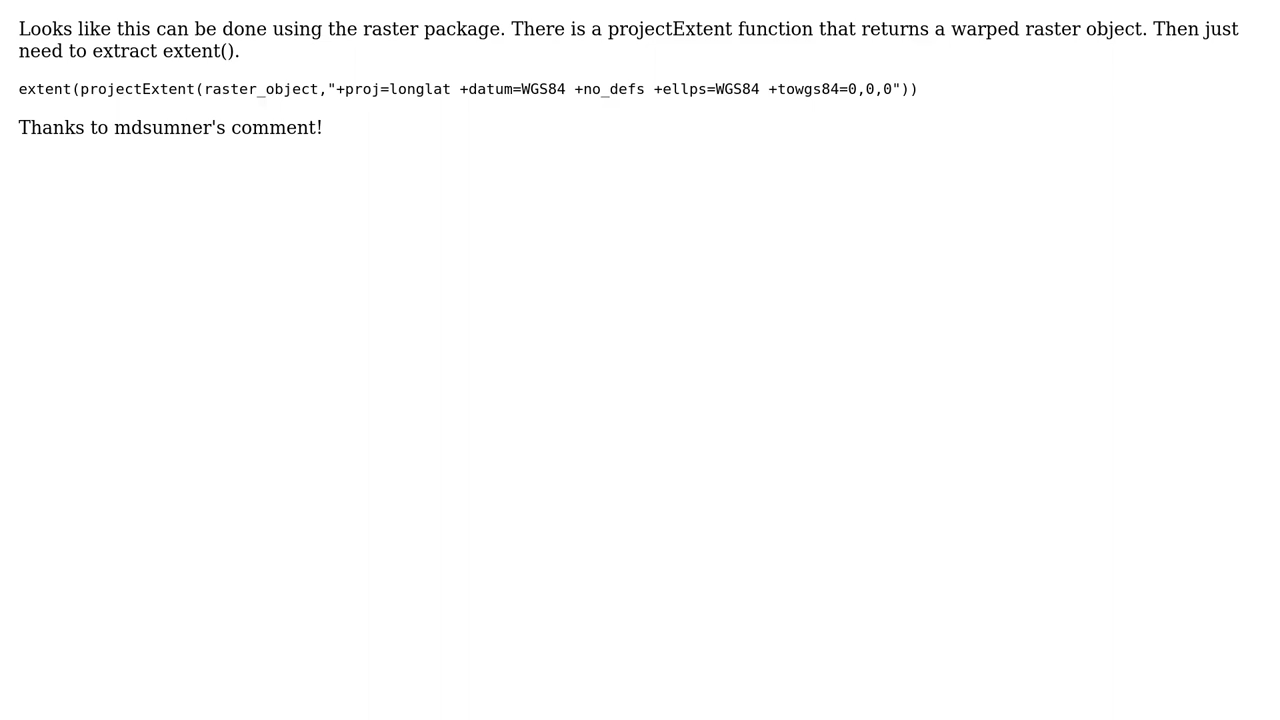 Looks like this can be done using the raster package. There is a projectExtent function that returns a warped raster object. Then just
need to extract extent().
extent(projectExtent(raster_object,"+proj=longlat +datum=WGS84 +no_defs +ellps=WGS84 +towgs84=0,0,0"))
Thanks to mdsumner's comment!